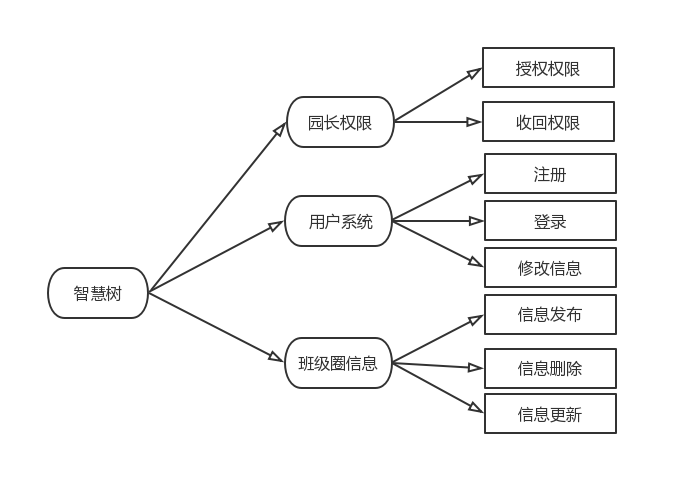 授权权限
园长权限
收回权限
注册
用户系统
登录
修改信息
智慧树
信息发布
班级圈信息
信息删除
信息更新